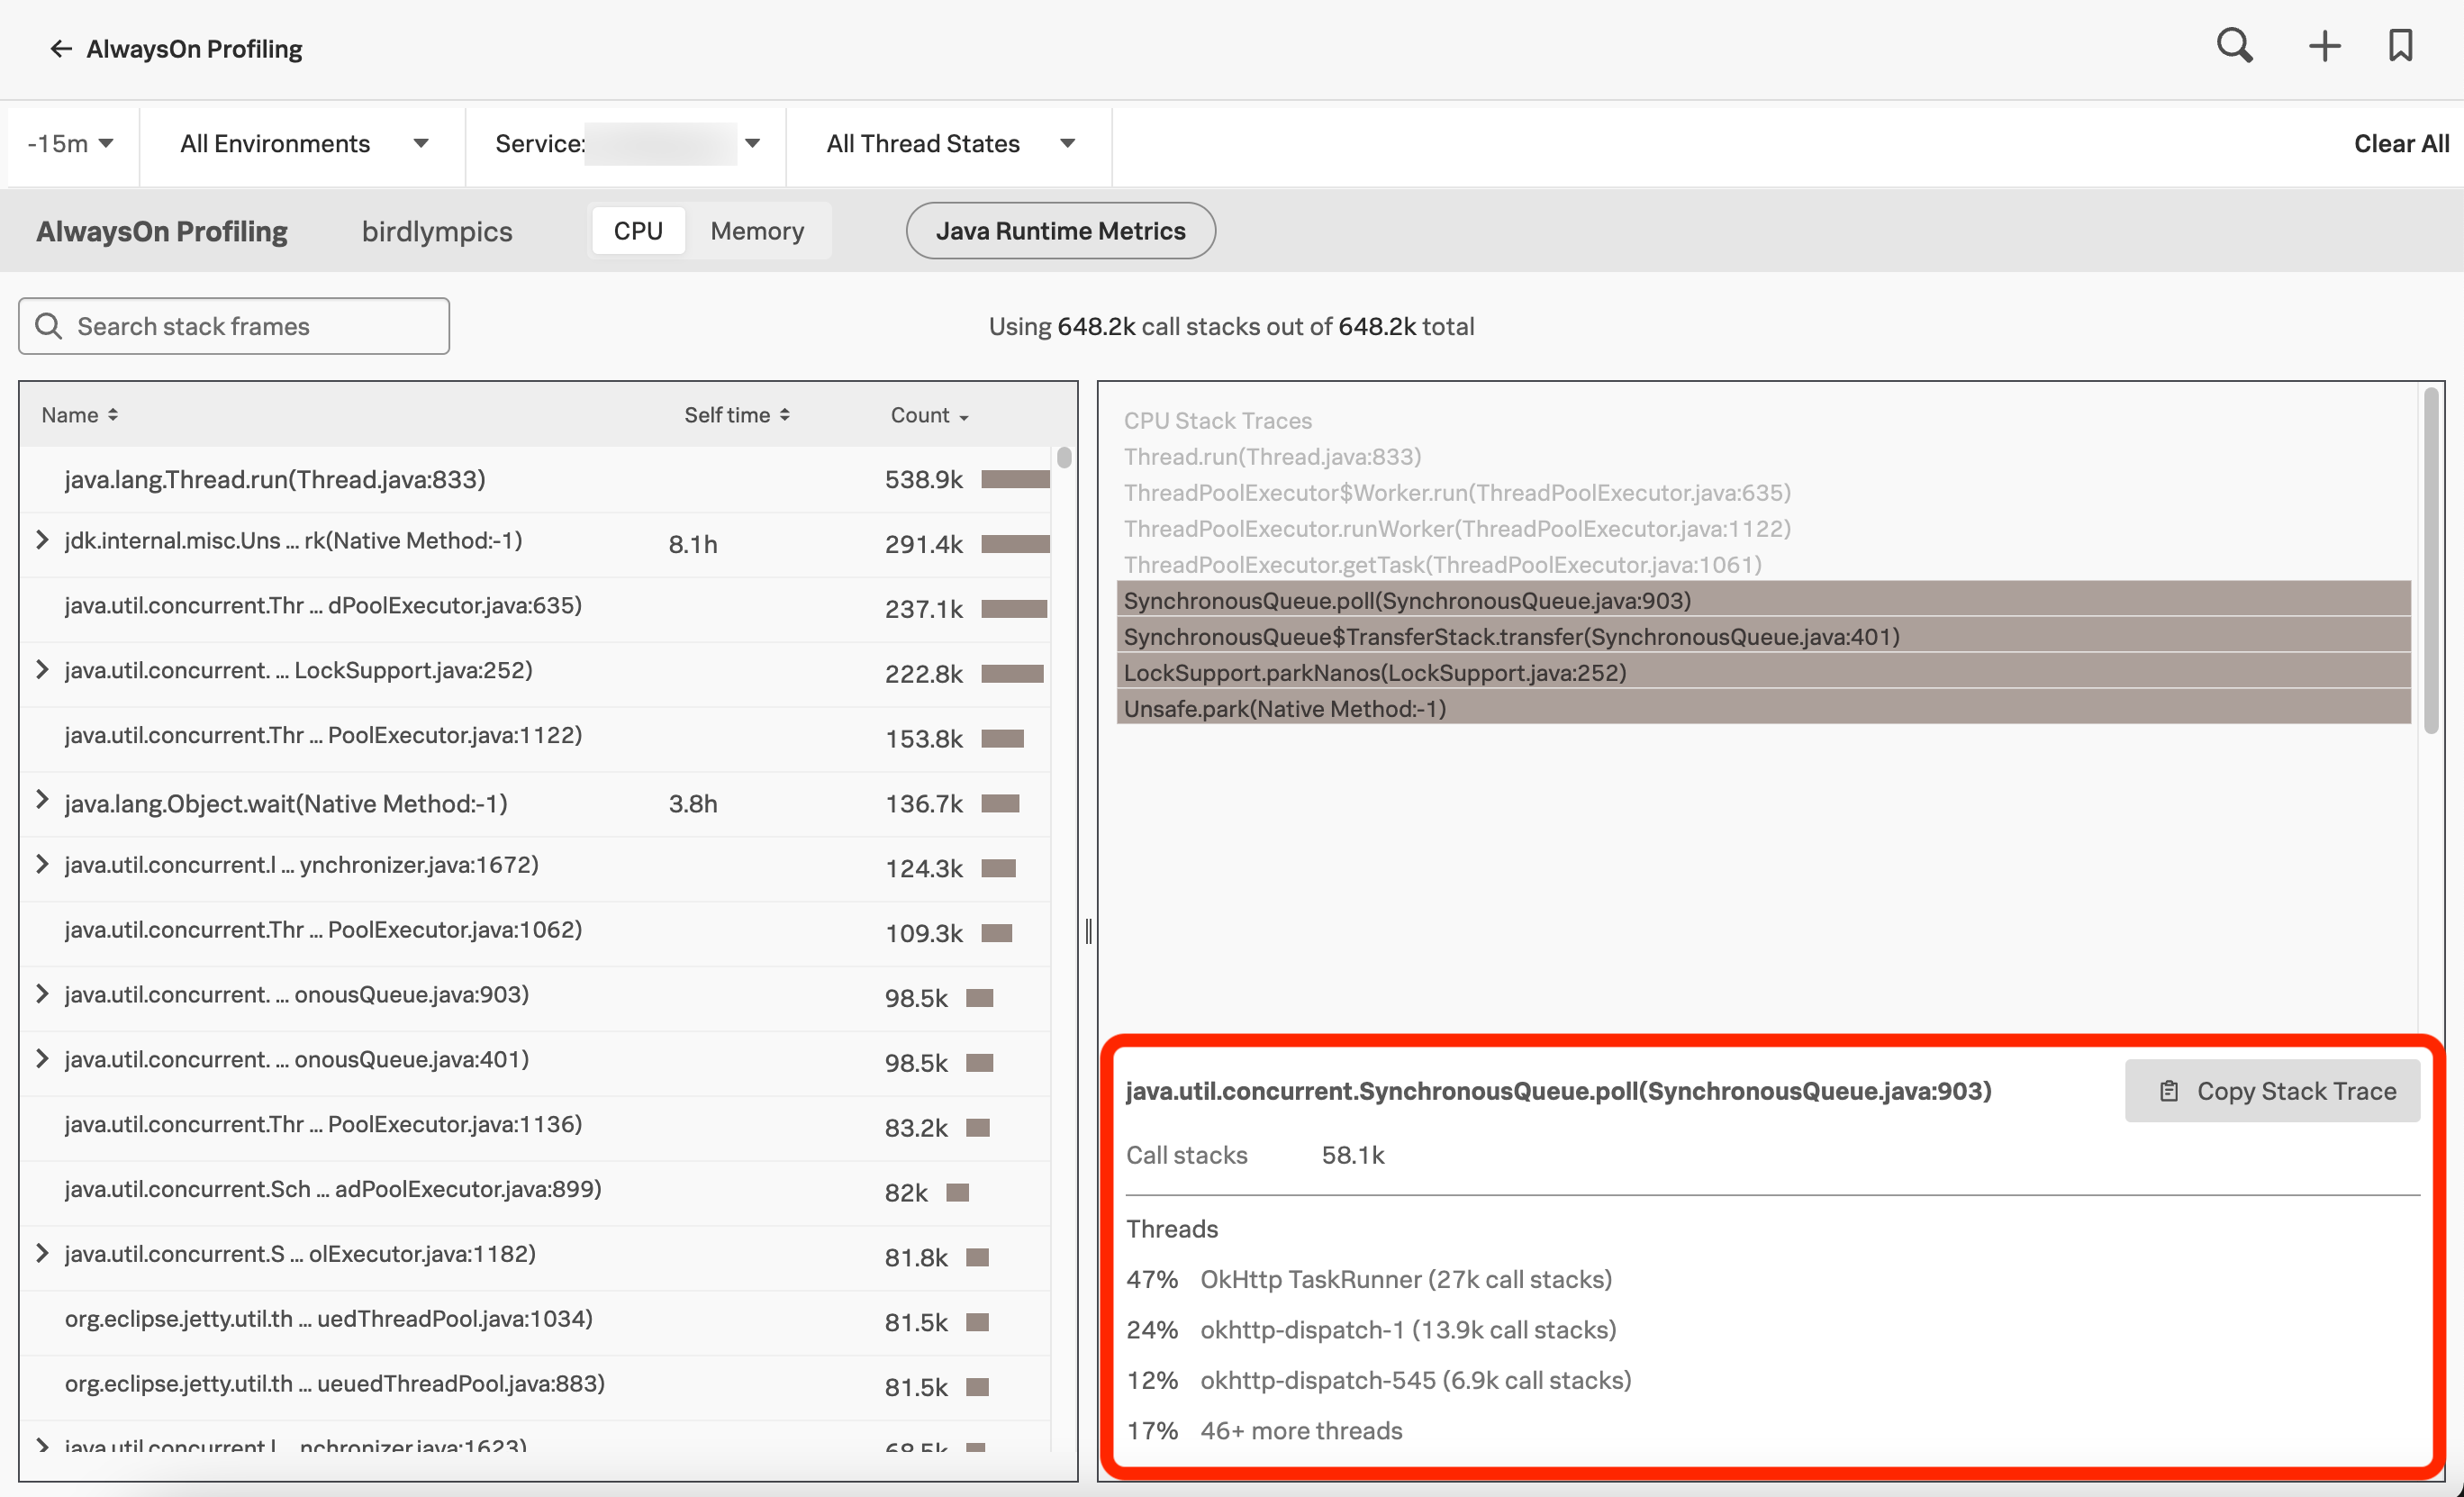 AlwaysOn Profiling
-15m All Environments Service: All Thread States Clear All
AlwaysOn Profiling birdlympics CPU Memory Java Runtime Metrics
Search stack frames Using 648.2k call stacks out of 648.2k total
Name Self time Count
java.lang.Thread.run(Thread.java:833) 538.9k
jdk.internal.misc.Uns ... rk(Native Method:-1) 8.1h 291.4k
java.util.concurrent.Thr ... dPoolExecutor.java:635) 237.1k
java.util.concurrent. ... LockSupport.java:252) 222.8k
java.util.concurrent.Thr ... PoolExecutor.java:1122) 153.8k
java.lang.Object.wait(Native Method:-1) 3.8h 136.7k
java.util.concurrent.l ... ynchronizer.java:1672) 124.3k
java.util.concurrent.Thr ... PoolExecutor.java:1062) 109.3k
java.util.concurrent. ... onousQueue.java:903) 98.5k
java.util.concurrent. ... onousQueue.java:401) 98.5k
java.util.concurrent.Thr ... PoolExecutor.java:1136) 83.2k
java.util.concurrent.Sch ... adPoolExecutor.java:899) 82k
java.util.concurrent.S ... olExecutor.java:1182) 81.8k
org.eclipse.jetty.util.th ... uedThreadPool.java:1034) 81.5k
org.eclipse.jetty.util.th ... ueuedThreadPool.java:883) 81.5k
java.util.concurrent.l ... nchronizer.java:1623) 68.5k
CPU Stack Traces
Thread.run(Thread.java:833)
ThreadPoolExecutor$Worker.run(ThreadPoolExecutor.java:635)
ThreadPoolExecutor.runWorker(ThreadPoolExecutor.java:1122)
ThreadPoolExecutor.getTask(ThreadPoolExecutor.java:1061)
SynchronousQueue.poll(SynchronousQueue.java:903)
SynchronousQueue$TransferStack.transfer(SynchronousQueue.java:401)
LockSupport.parkNanos(LockSupport.java:252)
Unsafe.park(Native Method:-1)
java.util.concurrent.SynchronousQueue.poll(SynchronousQueue.java:903) Copy Stack Trace
Call stacks 58.1k
Threads
47% OkHttp TaskRunner (27k call stacks)
24% okhttp-dispatch-1 (13.9k call stacks)
12% okhttp-dispatch-545 (6.9k call stacks)
17% 46+ more threads